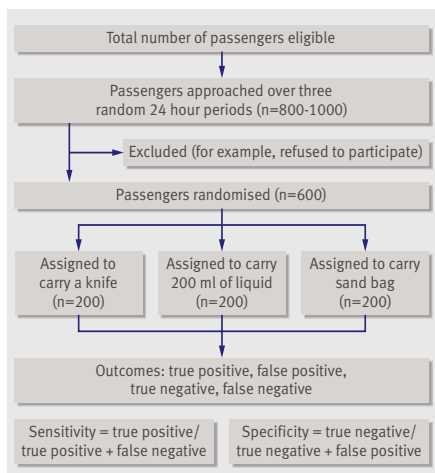 Total number of passengers eligible
Passengers approached over three
random 24 hour periods (n=800-1000)
Excluded (for example, refused to participate)
Passengers randomised (n=600)
Assigned to
carry a knife
(n=200)
Assigned to carry
200 ml of liquid
(n=200)
Assigned to carry
sand bag
(n=200)
Outcomes: true positive, false positive,
true negative, false negative
Sensitivity = true positive/
true positive + false negative
Specificity = true negative/
true negative + false positive